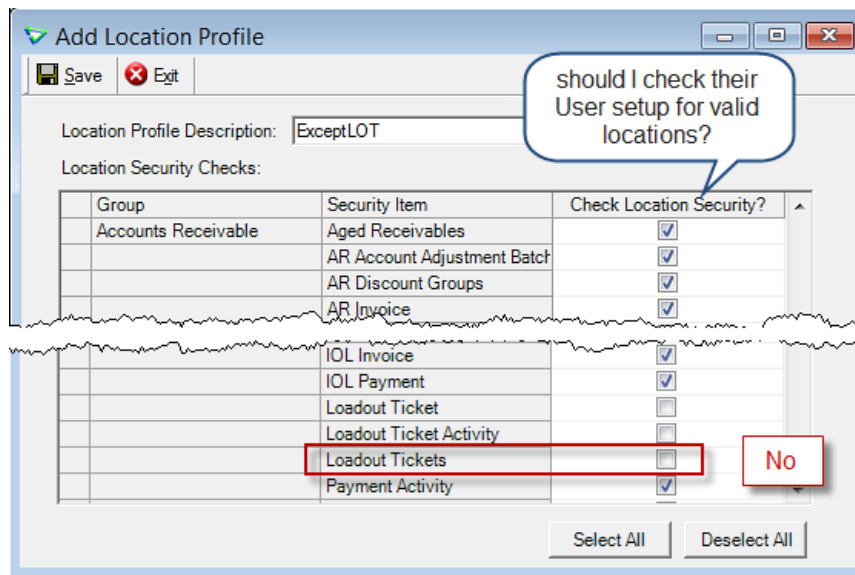 Add Location Profile
Save Exit
should I check their
User setup for valid
locations?
Location Profile Description: ExceptLOT
Location Security Checks:
Group Security Item Check Location Security?
Accounts Receivable Aged Receivables
AR Account Adjustment Batch
AR Discount Groups
AR Invoice
IOL Invoice
IOL Payment
Loadout Ticket
Loadout Ticket Activity
Loadout Tickets No
Payment Activity
Select All Deselect All